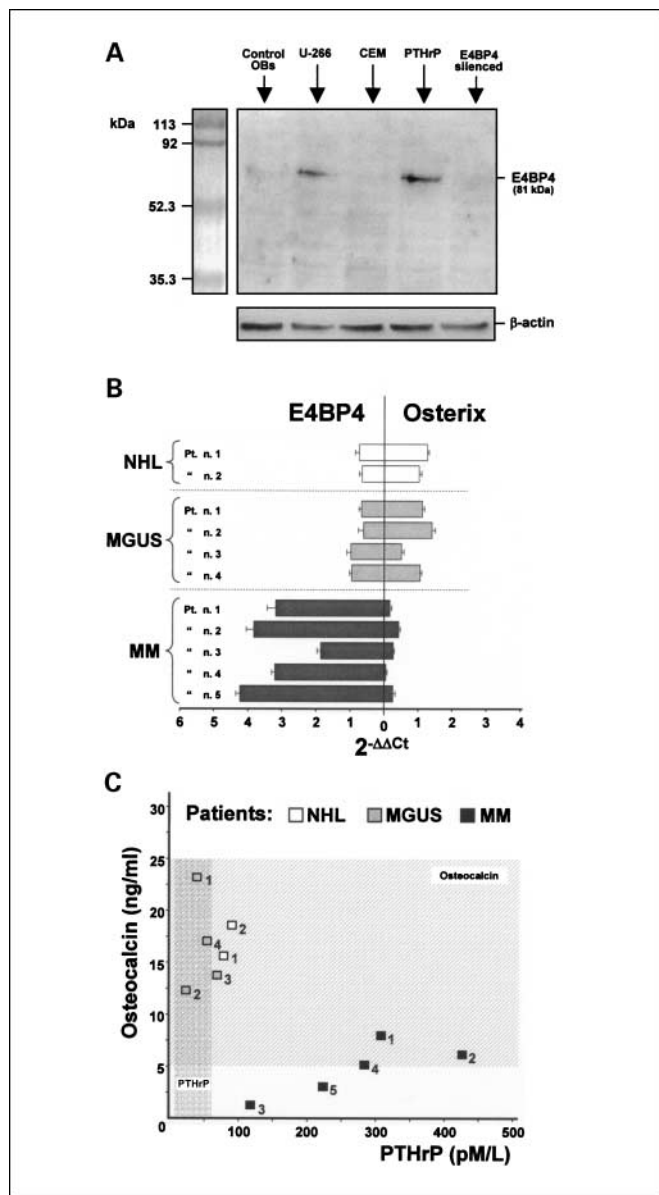 A
Control OBs U-266 CEM PTHrP E4BP4 silenced
kDa
113
92
52.3
35.3
E4BP4
(81 kDa)
β-actin
B
E4BP4 Osterix
NHL
Pt. n. 1
“ n. 2
MGUS
Pt. n. 1
“ n. 2
“ n. 3
“ n. 4
MM
Pt. n. 1
“ n. 2
“ n. 3
“ n. 4
“ n. 5
6 5 4 3 2 1 0 1 2 3 4
2-ΔΔCt
C
Patients: NHL MGUS MM
Osteocalcin (ng/ml)
30
25
20
15
10
5
0
Osteocalcin
1
2
4
1
3
2
1
2
4
5
3
PTHrP
100 200 300 400 500
PTHrP (pM/L)